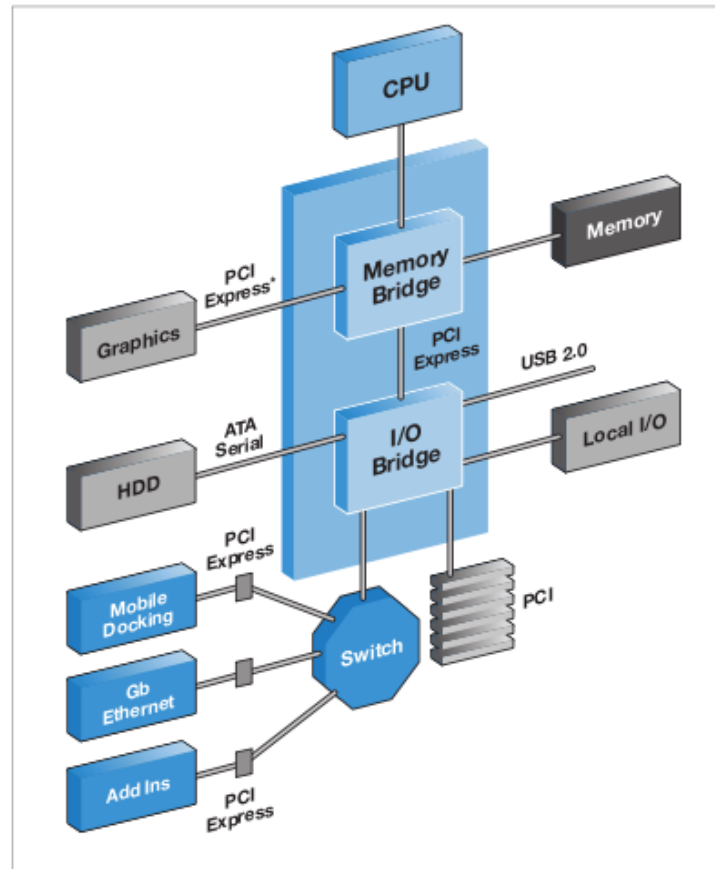 CPU
Memory
Memory
Bridge
PCI
Express*
Graphics
PCI
Express
USB 2.0
I/O
Bridge
Local I/O
ATA
Serial
HDD
PCI
Express
Mobile
Docking
PCI
Switch
Gb
Ethernet
Add Ins
PCI
Express